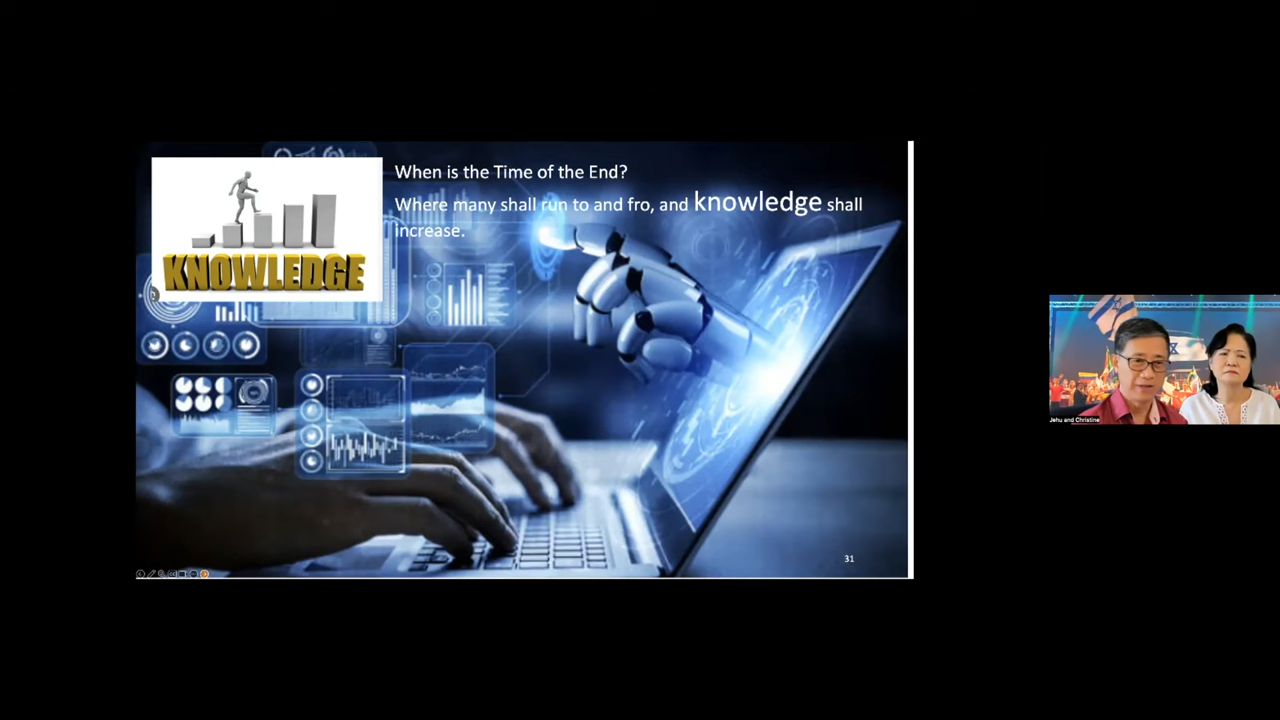 When is the Time of the End?
Where many shall run to and fro, and knowledge shall
increase.
KNOWLEDGE
Jehu and Christine
31